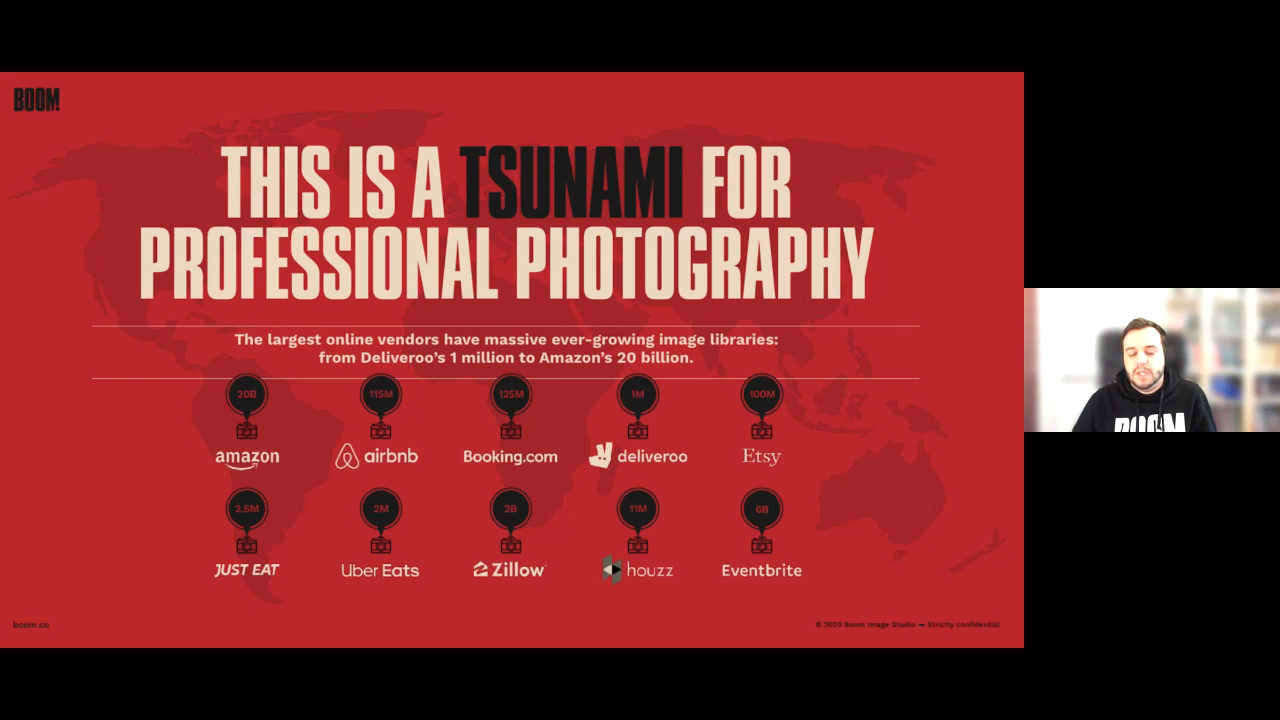 BOOM!
THIS IS A TSUNAMI FOR
PROFESSIONAL PHOTOGRAPHY
The largest online vendors have massive ever-growing image libraries:
from Deliveroo's 1 million to Amazon's 20 billion.
20B 115M 125M 1M 100M
amazon airbnb Booking.com deliveroo Etsy
2.5M 2M 2B 11M 6B
JUST EAT Uber Eats Zillow houzz Eventbrite
boom.co © 2020 Boom Image Studio — Strictly confidential
BOOM